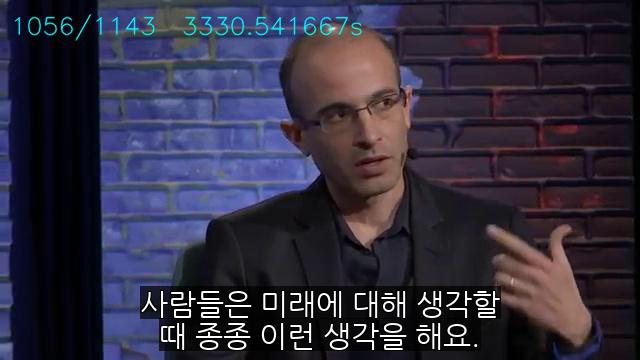 1056/1143 3330.541667s
사람들은 미래에 대해 생각할
때 종종 이런 생각을 해요.